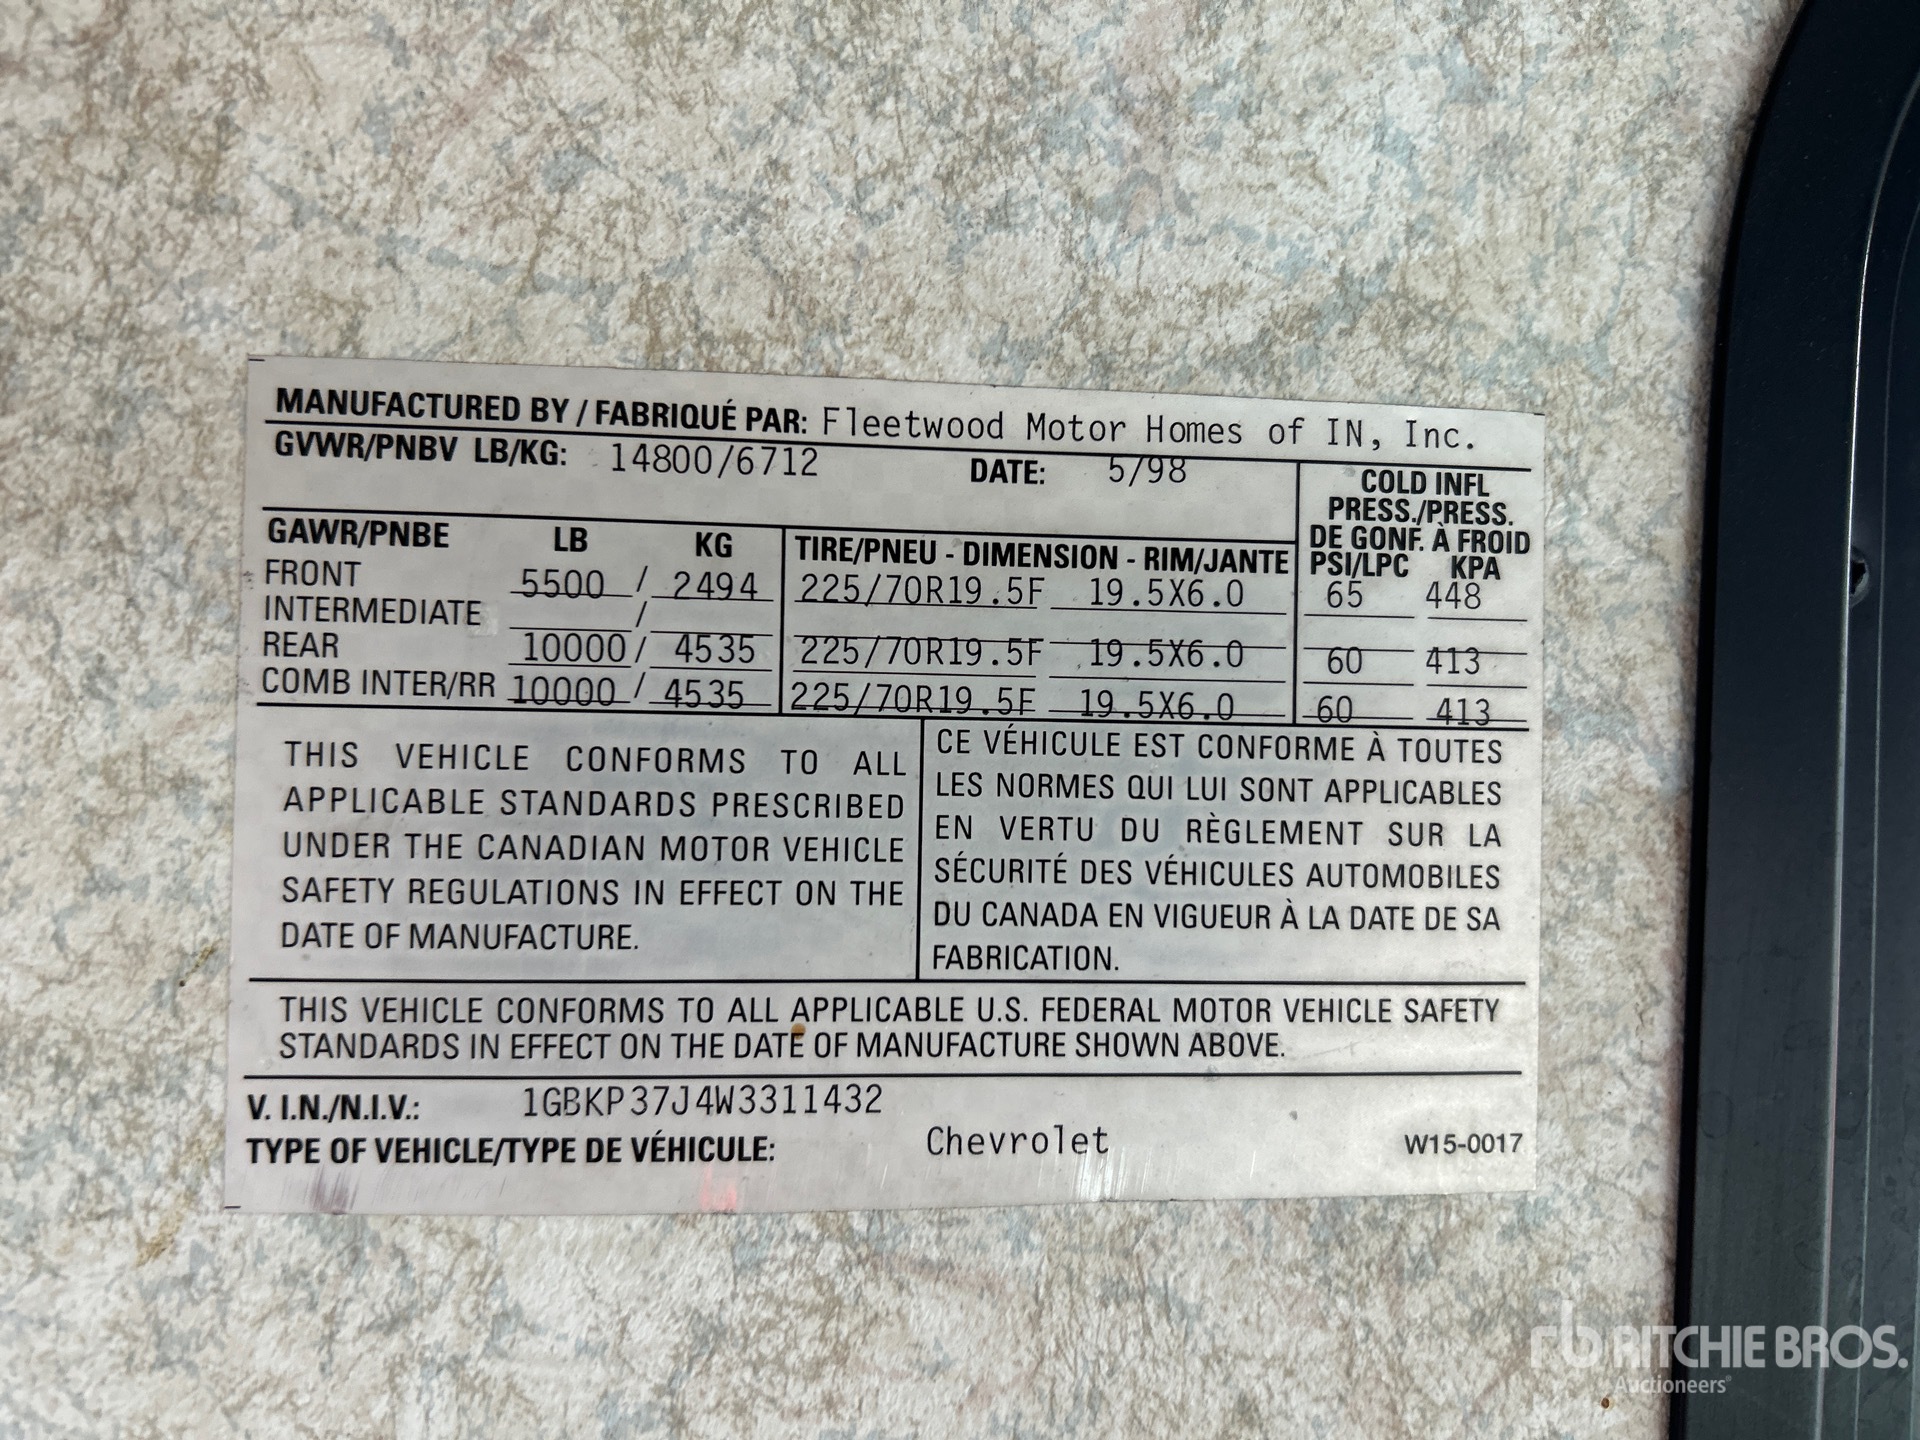 MANUFACTURED BY / FABRIQUÉ PAR: Fleetwood Motor Homes of IN, Inc.
GVWR/PNBV LB/KG: 14800/6712 DATE: 5/98
COLD INFL
PRESS./PRESS.
DE GONF. À FROID
PSI/LPC KPA
GAWR/PNBE LB KG TIRE/PNEU - DIMENSION - RIM/JANTE
FRONT 5500 / 2494 225/70R19.5F 19.5X6.0 65 448
INTERMEDIATE /
REAR 10000 / 4535 225/70R19.5F 19.5X6.0 60 413
COMB INTER/RR 10000 / 4535 225/70R19.5F 19.5X6.0 60 413
THIS VEHICLE CONFORMS TO ALL
APPLICABLE STANDARDS PRESCRIBED
UNDER THE CANADIAN MOTOR VEHICLE
SAFETY REGULATIONS IN EFFECT ON THE
DATE OF MANUFACTURE.
CE VÉHICULE EST CONFORME À TOUTES
LES NORMES QUI LUI SONT APPLICABLES
EN VERTU DU RÈGLEMENT SUR LA
SÉCURITÉ DES VÉHICULES AUTOMOBILES
DU CANADA EN VIGUEUR À LA DATE DE SA
FABRICATION.
THIS VEHICLE CONFORMS TO ALL APPLICABLE U.S. FEDERAL MOTOR VEHICLE SAFETY
STANDARDS IN EFFECT ON THE DATE OF MANUFACTURE SHOWN ABOVE.
V. I.N./N.I.V.: 1GBKP37J4W3311432
TYPE OF VEHICLE/TYPE DE VÉHICULE: Chevrolet W15-0017
rb RITCHIE BROS.
Auctioneers